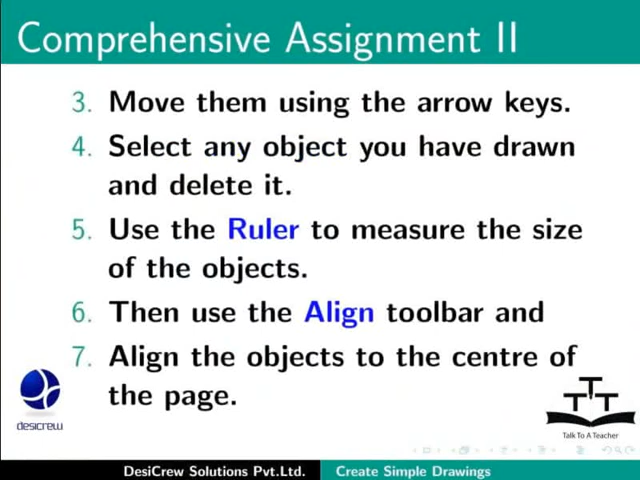 Comprehensive Assignment II
3. Move them using the arrow keys.
4. Select any object you have drawn
and delete it.
5. Use the Ruler to measure the size
of the objects.
6. Then use the Align toolbar and
7. Align the objects to the centre of
the page.
desicrew
TTT
Talk To A Teacher
DesiCrew Solutions Pvt.Ltd. Create Simple Drawings